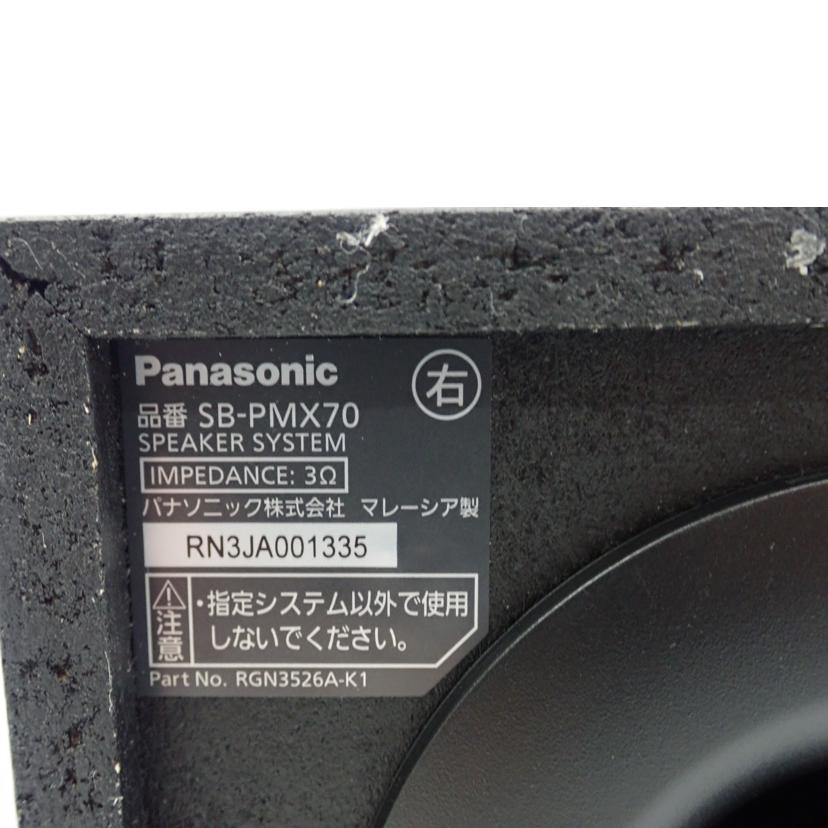 Panasonic
右
品番 SB-PMX70
SPEAKER SYSTEM
IMPEDANCE: 3Ω
パナソニック株式会社 マレーシア製
RN3JA001335
注意
・指定システム以外で使用
しないでください。
Part No. RGN3526A-K1